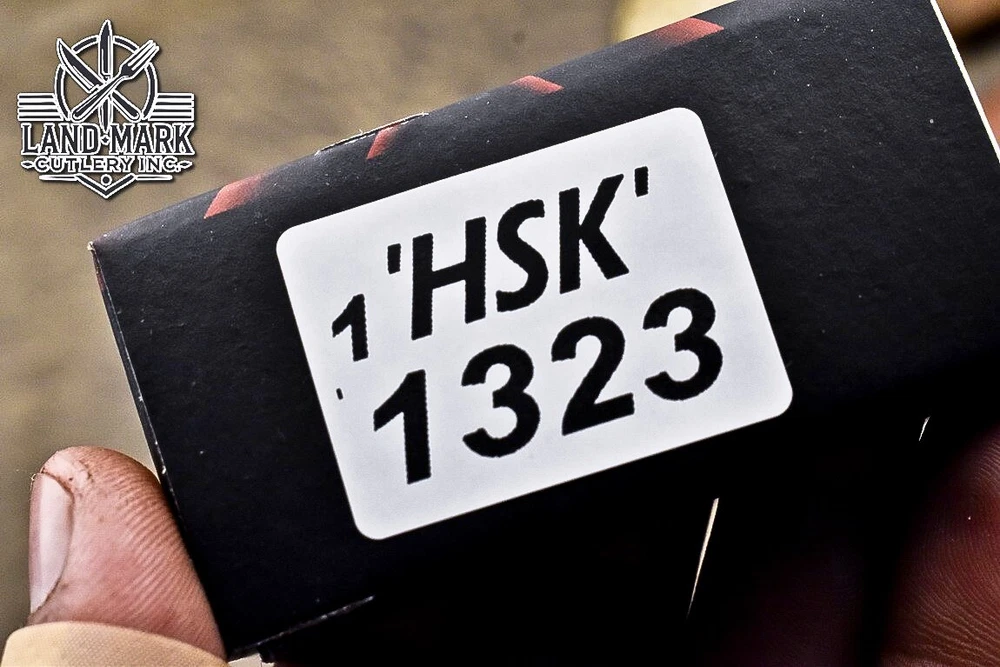 LAND MARK
CUTLERY INC.
'HSK'
1
1323